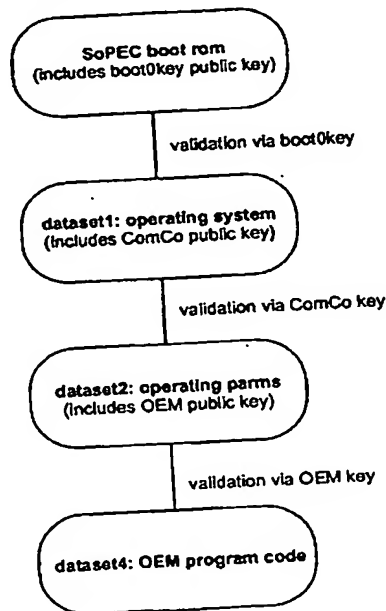 SoPEC boot rom
(includes boot0key public key)
validation via boot0key
dataset1: operating system
(includes ComCo public key)
validation via ComCo key
dataset2: operating parms
(includes OEM public key)
validation via OEM key
dataset4: OEM program code